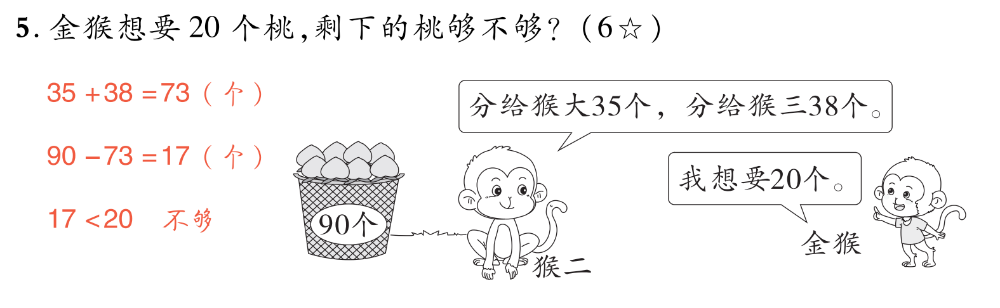 5. 金猴想要 20 个桃,剩下的桃够不够?(6☆)
35+38=73(个)
分给猴大35个，分给猴三38个。
90-73=17(个)
我想要20个。
17<20 不够
90个
金猴
猴二